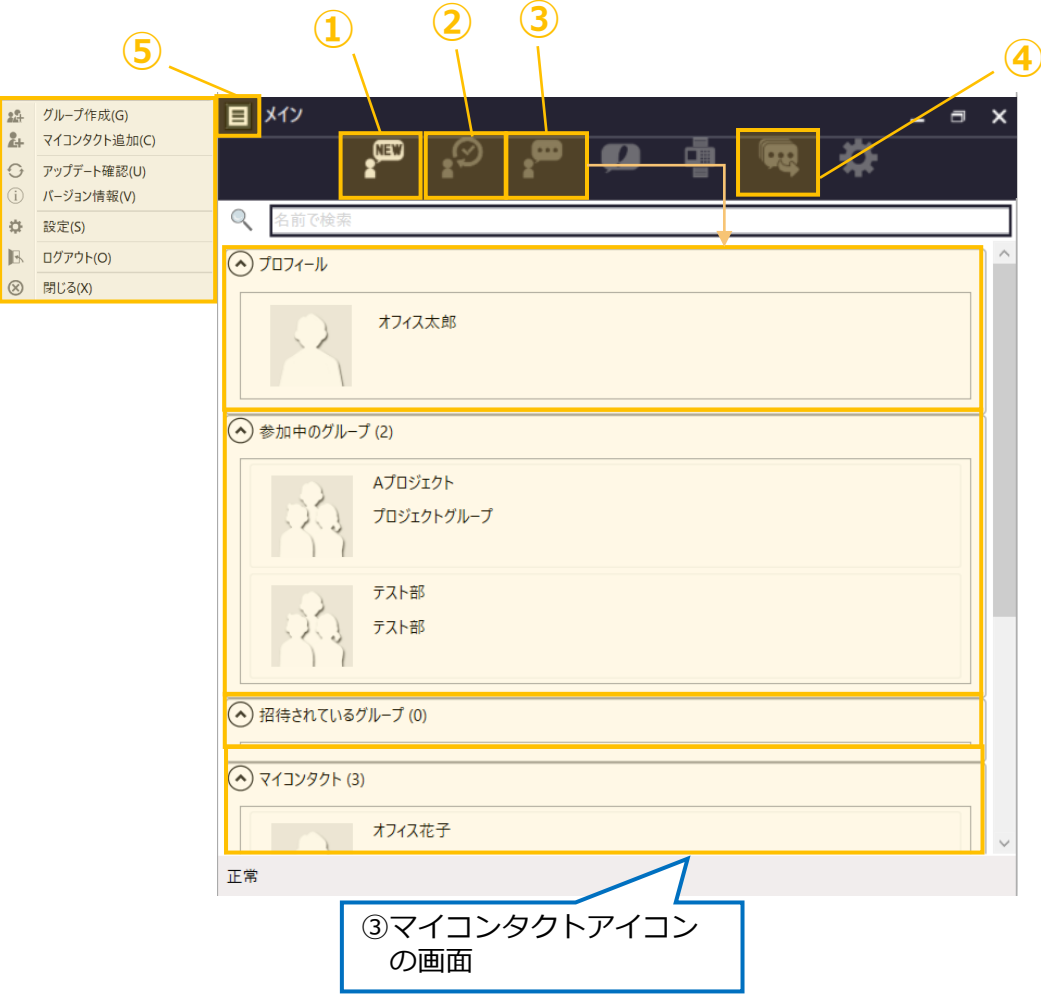 ①
②
③
④
⑤
グループ作成(G)
マイコンタクト追加(C)
アップデート確認(U)
バージョン情報(V)
設定(S)
ログアウト(O)
閉じる(X)
メイン
NEW
名前で検索
プロフィール
オフィス太郎
参加中のグループ (2)
Aプロジェクト
プロジェクトグループ
テスト部
テスト部
招待されているグループ (0)
マイコンタクト (3)
オフィス花子
正常
③マイコンタクトアイコン
の画面